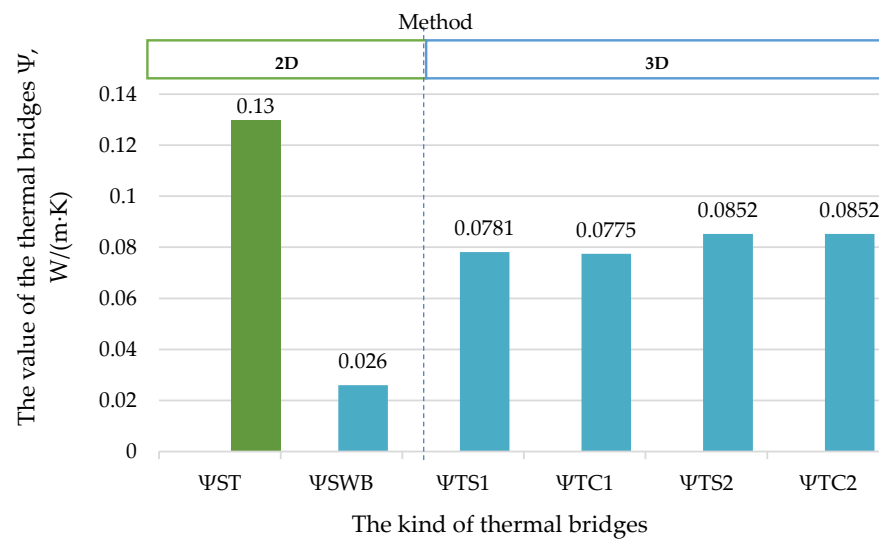 Method
2D 3D
The value of the thermal bridges Ψ,
W/(m·K)
0.14
0.12
0.1
0.08
0.06
0.04
0.02
0
0.13
0.026
0.0781
0.0775
0.0852
0.0852
ΨST ΨSWB ΨTS1 ΨTC1 ΨTS2 ΨTC2
The kind of thermal bridges